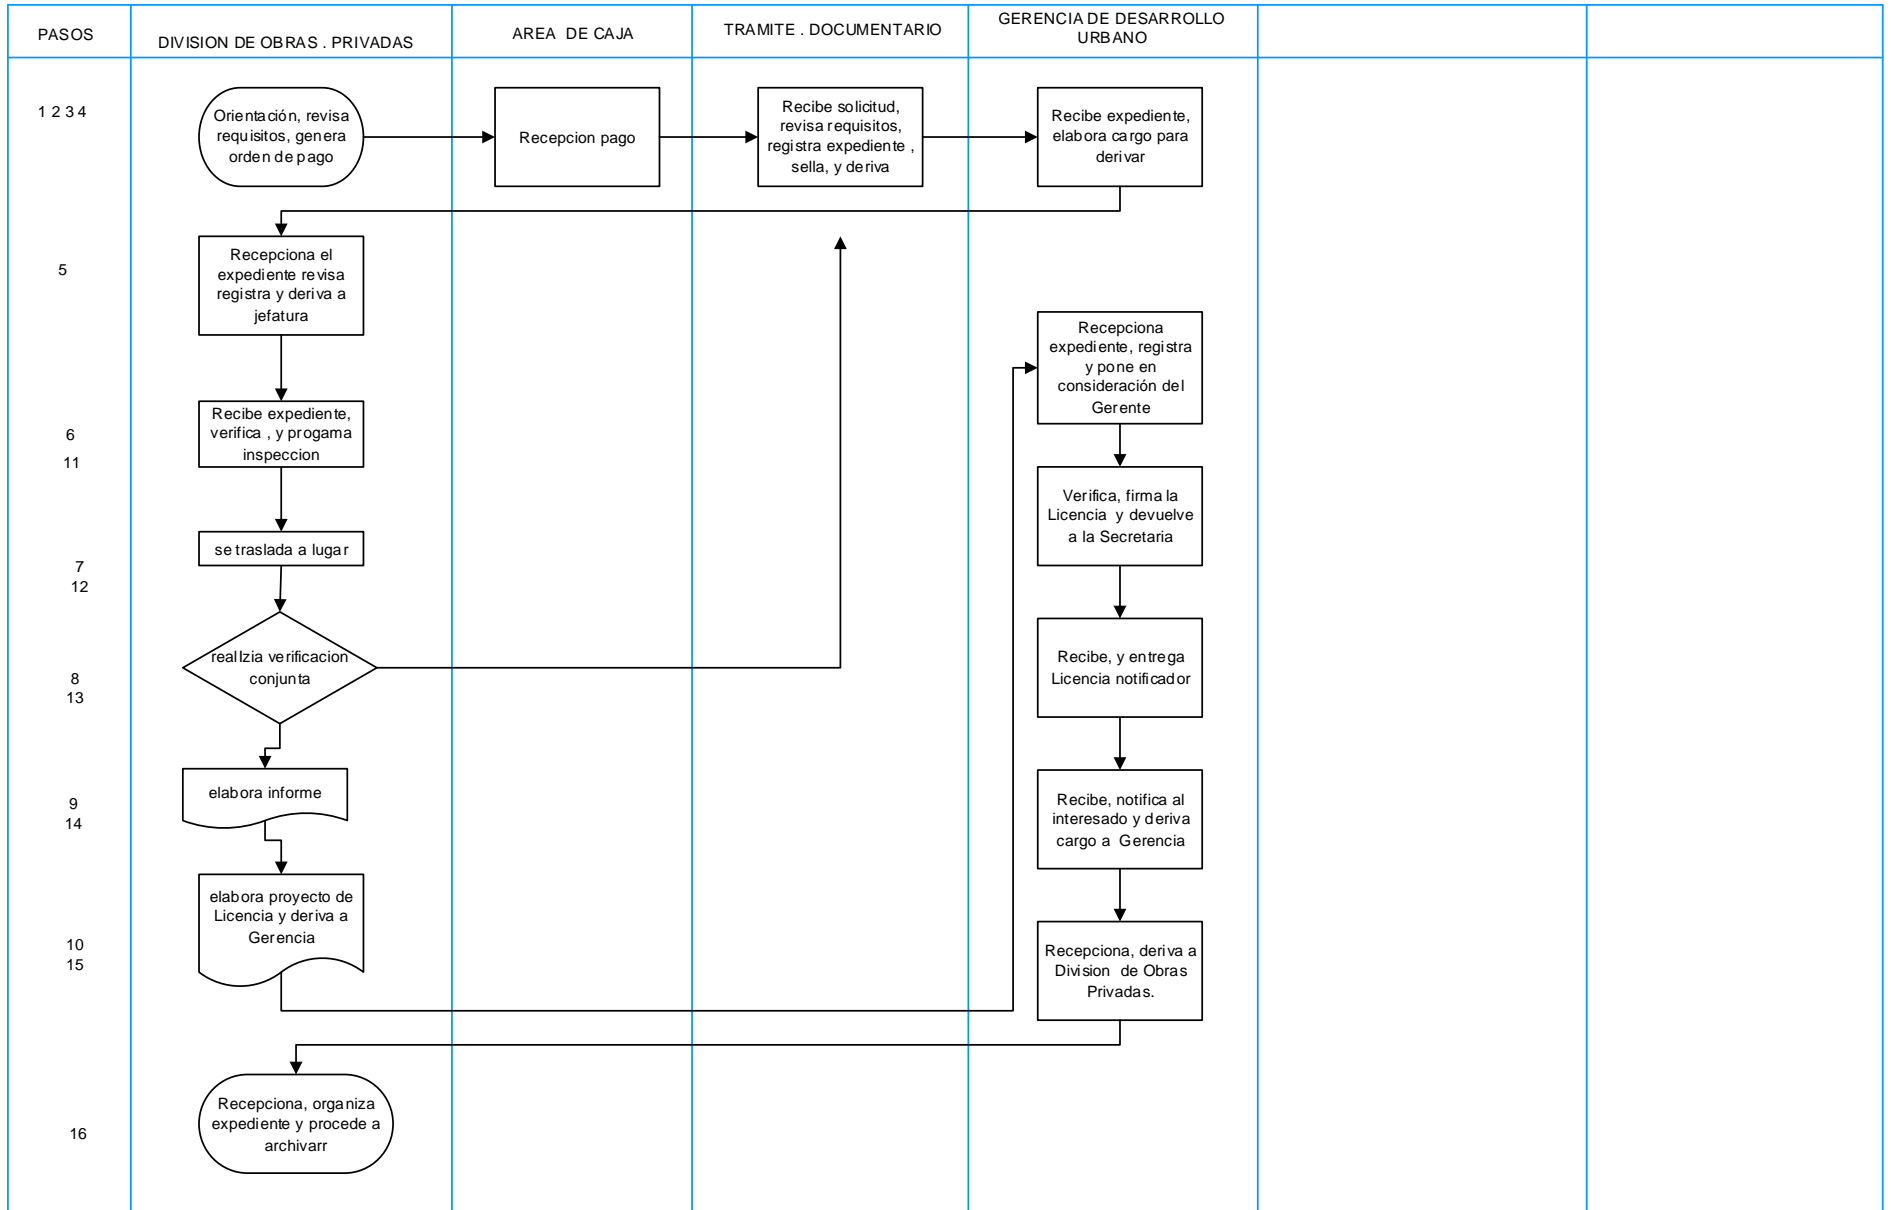 PASOS
DIVISION DE OBRAS . PRIVADAS
AREA DE CAJA
TRAMITE . DOCUMENTARIO
GERENCIA DE DESARROLLO
URBANO
1 2 3 4
Orientación, revisa
requisitos, genera
orden de pago
Recepcion pago
Recibe solicitud,
revisa requisitos,
registra expediente ,
sella, y deriva
Recibe expediente,
elabora cargo para
derivar
5
Recepciona el
expediente revisa
registra y deriva a
jefatura
Recepciona
expediente, registra
y pone en
consideración del
Gerente
6
11
Recibe expediente,
verifica , y progama
inspeccion
Verifica, firma la
Licencia y devuelve
a la Secretaria
7
12
se traslada a lugar
8
13
realIzia verificacion
conjunta
Recibe, y entrega
Licencia notificador
9
14
elabora informe
Recibe, notifica al
interesado y deriva
cargo a Gerencia
10
15
elabora proyecto de
Licencia y deriva a
Gerencia
Recepciona, deriva a
Division de Obras
Privadas.
16
Recepciona, organiza
expediente y procede a
archivarr